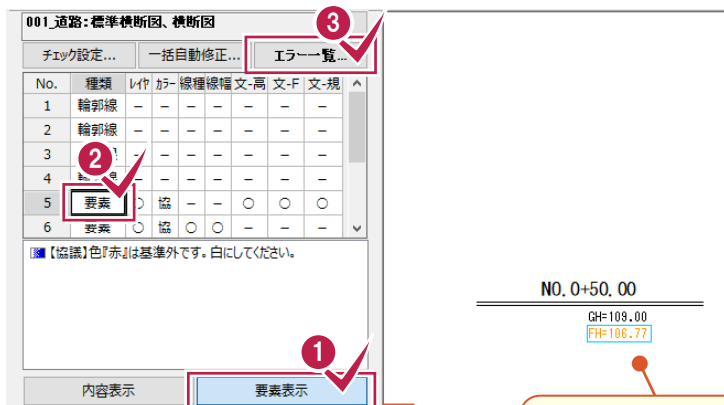 001_道路:標準横断図、横断図
3
チェック設定... 一括自動修正... エラー一覧...
No. 種類 レイヤ カラー 線種 線幅 文-高 文-F 文-規
1 輪郭線 – – – – – – –
2 輪郭線 – – – – – – –
3 – – – – – – –
2
4 – – – – – –
5 要素 ○ 協 – – ○ ○ ○
6 要素 ○ 協 ○ ○ – – –
【協議】色『赤』は基準外です。白にしてください。
NO. 0+50.00
GH=109.00
FH=106.77
1
内容表示 要素表示